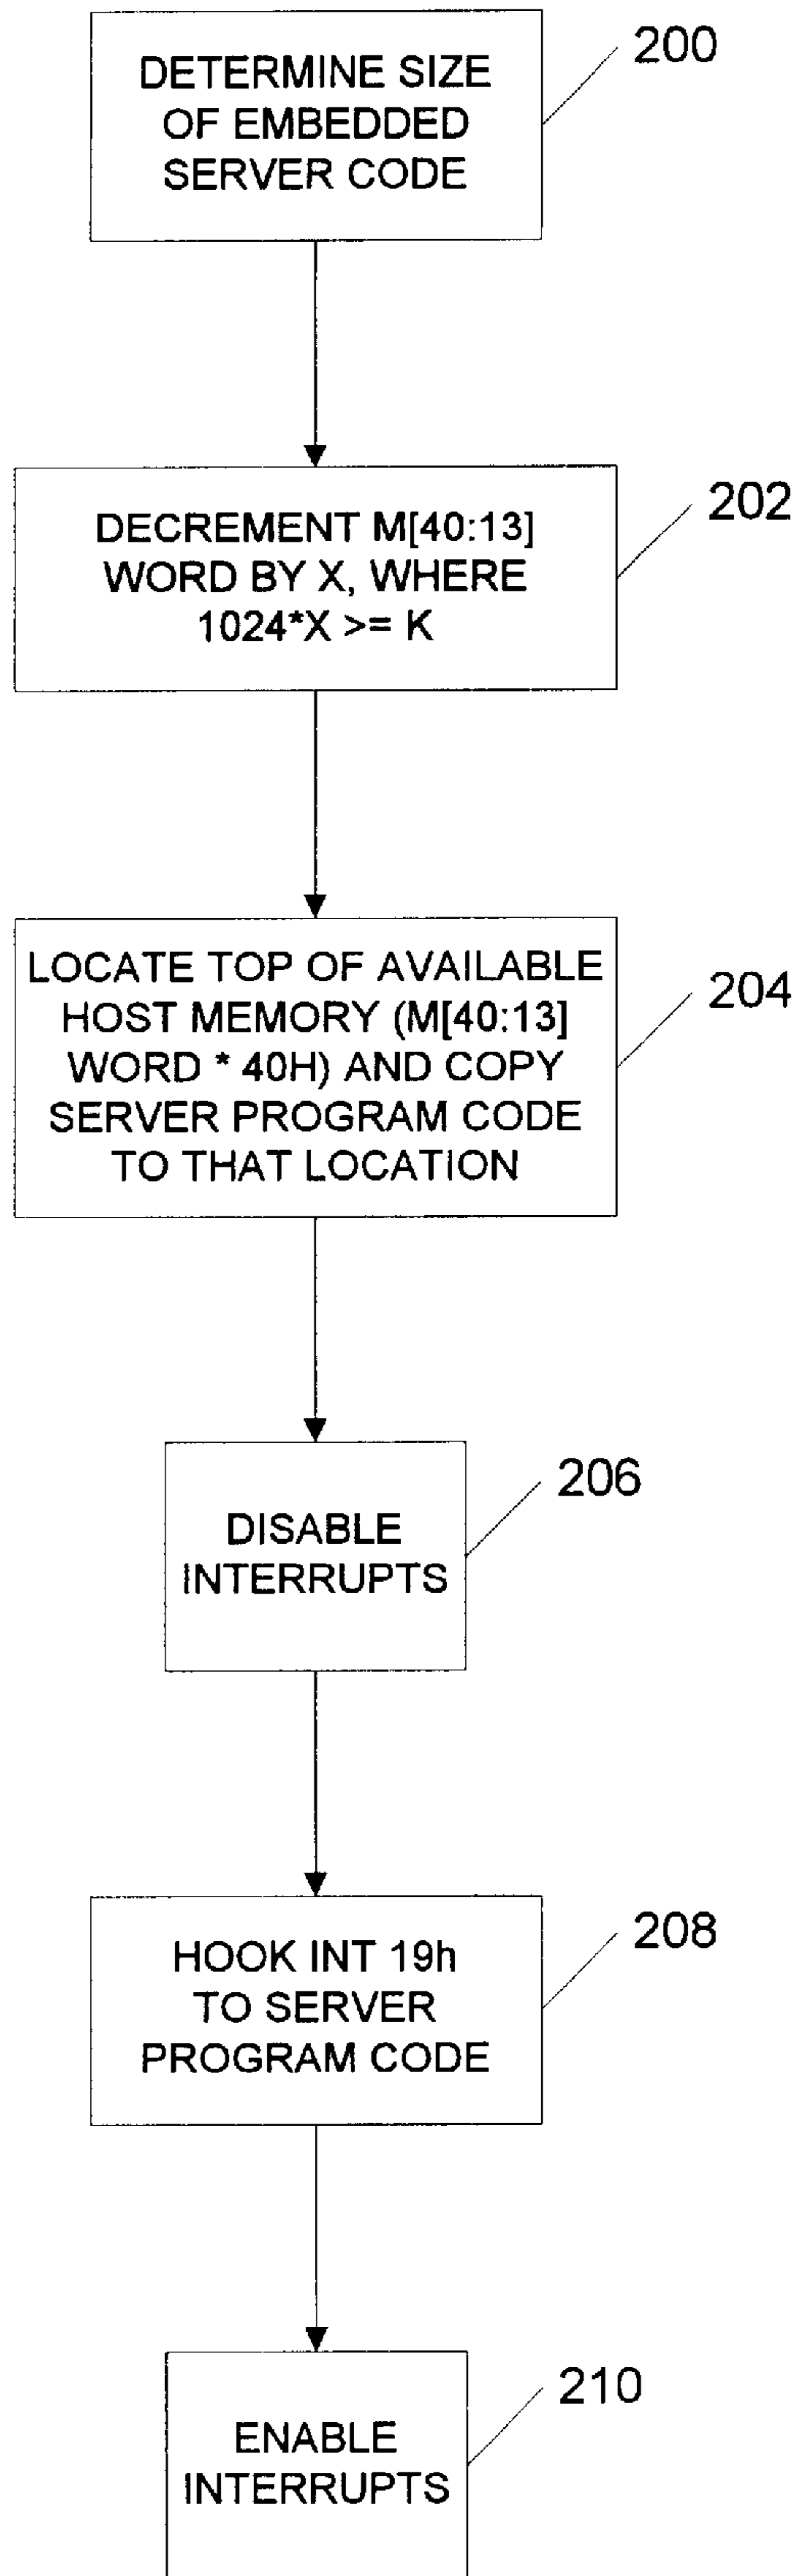 DETERMINE SIZE
OF EMBEDDED
SERVER CODE
200
DECREMENT M[40:13]
WORD BY X, WHERE
1024*X >= K
202
LOCATE TOP OF AVAILABLE
HOST MEMORY (M[40:13]
WORD * 40H) AND COPY
SERVER PROGRAM CODE
TO THAT LOCATION
204
DISABLE
INTERRUPTS
206
HOOK INT 19h
TO SERVER
PROGRAM CODE
208
ENABLE
INTERRUPTS
210